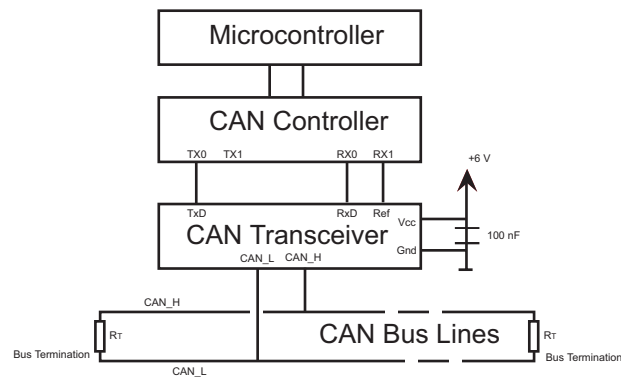 Microcontroller
CAN Controller
TX0 TX1 RX0 RX1
+6 V
TxD RxD Ref
Vcc
CAN Transceiver
100 nF
Gnd
CAN_L CAN_H
CAN_H
CAN Bus Lines
RT RT
Bus Termination Bus Termination
CAN_L